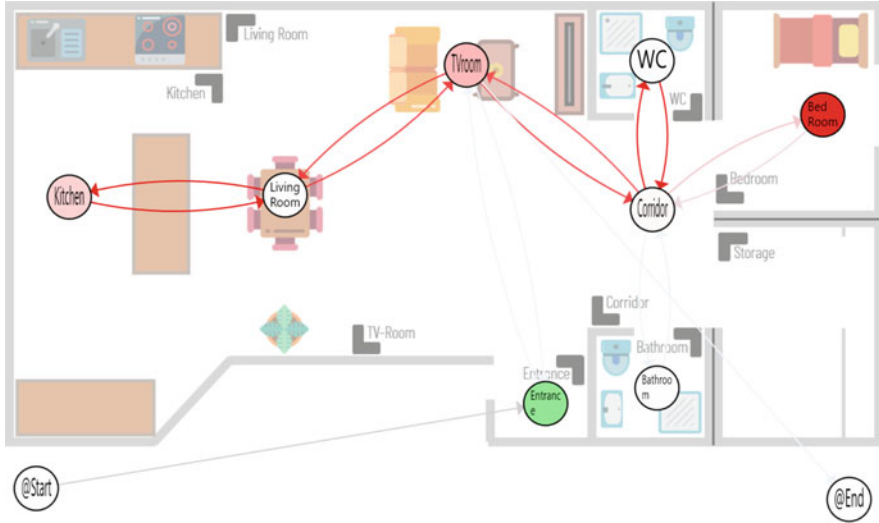 Living Room
Kitchen
TVroom
WC
WC
Bed
Room
Kitchen
Living
Room
Corridor
Bedroom
Storage
Corridor
TV-Room
Bathroom
Entrance
Bathroo
m
Entranc
e
@Start
@End